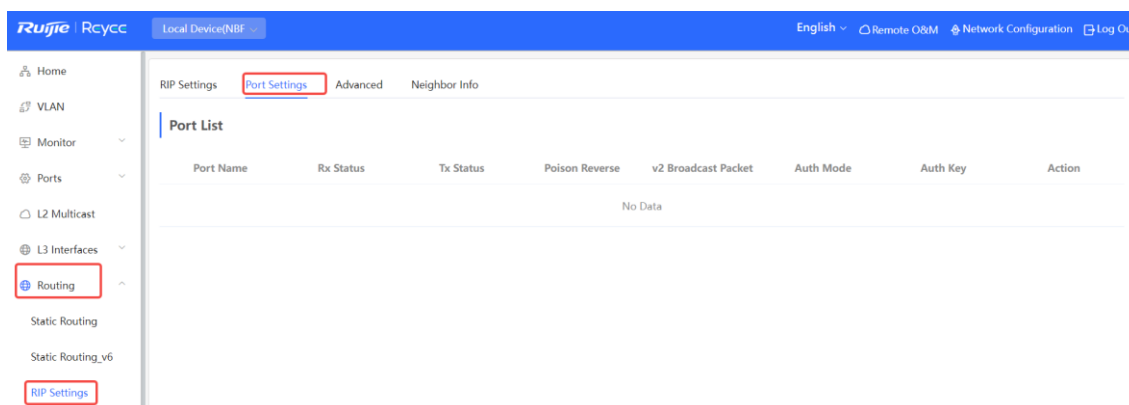 Ruijie | Rcycc Local Device(NBF English Remote O&M Network Configuration Log Ou
Home
RIP Settings Port Settings Advanced Neighbor Info
VLAN
Port List
Monitor
Port Name Rx Status Tx Status Poison Reverse v2 Broadcast Packet Auth Mode Auth Key Action
Ports
No Data
L2 Multicast
L3 Interfaces
Routing
Static Routing
Static Routing_v6
RIP Settings